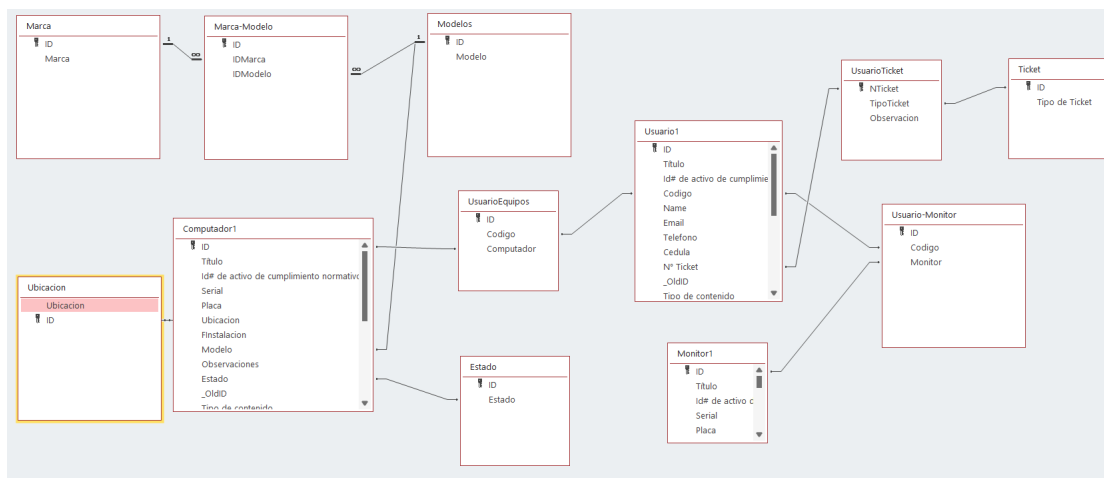 Marca
ID
Marca
1
∞
Marca-Modelo
ID
IDMarca
IDModelo
∞
1
Modelos
ID
Modelo
UsuarioTicket
NTicket
TipoTicket
Observacion
Ticket
ID
Tipo de Ticket
Usuario1
ID
Título
Id# de activo de cumplimie
Codigo
Name
Email
Telefono
Cedula
N° Ticket
_OldID
Tipo de contenido
UsuarioEquipos
ID
Codigo
Computador
Usuario-Monitor
ID
Codigo
Monitor
Computador1
ID
Título
Id# de activo de cumplimiento normativo
Serial
Placa
Ubicacion
FInstalacion
Modelo
Observaciones
Estado
_OldID
Tipo de contenido
Ubicacion
Ubicacion
ID
Estado
ID
Estado
Monitor1
ID
Título
Id# de activo c
Serial
Placa